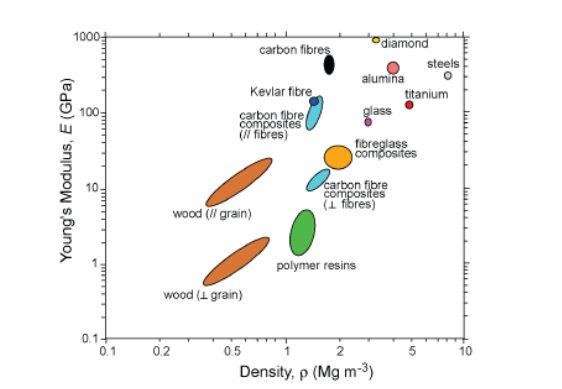 1000
100
10
1
0.1
Young's Modulus, E (GPa)
carbon fibres
diamond
steels
alumina
titanium
Kevlar fibre
glass
carbon fibre
composites
(// fibres)
fibreglass
composites
carbon fibre
composites
(⊥ fibres)
wood (// grain)
polymer resins
wood (⊥ grain)
0.1 0.2 0.5 1 2 5 10
Density, ρ (Mg m⁻³)